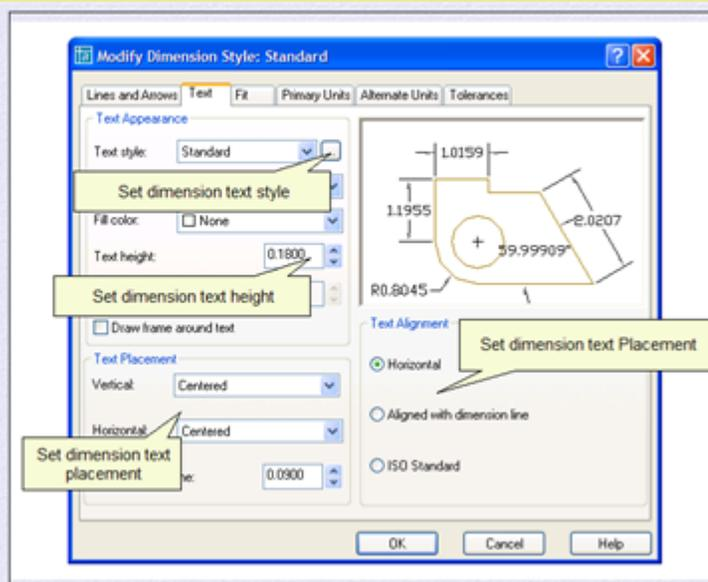 Modify Dimension Style: Standard
Lines and Arrows Text Fit Primary Units Alternate Units Tolerances
Text Appearance
Text style: Standard ...
Set dimension text style
Fill color: None
Text height: 0.1800
Set dimension text height
Draw frame around text
Text Placement
Vertical: Centered
Horizontal: Centered
Set dimension text
placement
ne: 0.0900
1.0159
1.1955
2.0207
59.99909°
R0.8045
Text Alignment
Set dimension text Placement
Horizontal
Aligned with dimension line
ISO Standard
OK Cancel Help